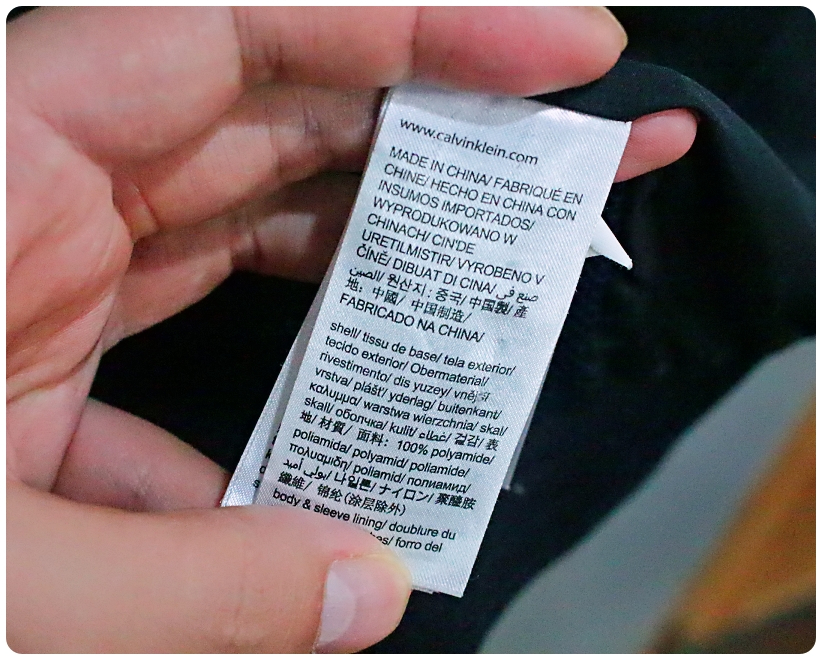 www.calvinklein.com
MADE IN CHINA/ FABRIQUÉ EN
CHINE/ HECHO EN CHINA CON
INSUMOS IMPORTADOS/
WYPRODUKOWANO W
CHINACH/ CIN'DE
URETILMISTIR/ VYROBENO V
ČÍNĚ/ DIBUAT DI CINA/ صنع في
الصين/ 원산지 : 중국/ 中国製/ 產
地：中國/ 中国制造/
FABRICADO NA CHINA/
shell/ tissu de base/ tela exterior/
tecido exterior/ Obermaterial/
rivestimento/ dis yuzey/ vnější
vrstva/ plášť/ yderlag/ buitenkant/
κάλυμμα/ warstwa wierzchnia/ skal/
skall/ оболочка/ kulit/ غطاء/ 겉감/ 表
地/ 材質/ 面料：100% polyamide/
poliamida/ polyamid/ poliamide/
πολυαμίδη/ poliamid/ полиамид/
بولي أميد/ 나일론/ ナイロン/ 聚醯胺
纖維/ 锦纶(涂层除外)
body & sleeve lining/ doublure du
forro del